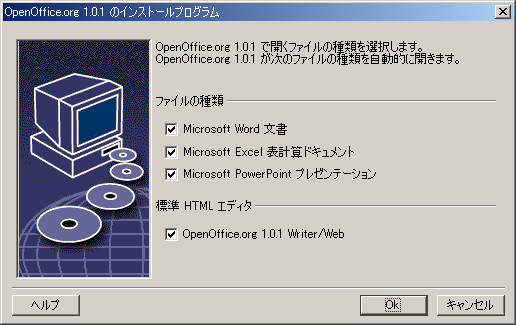 OpenOffice.org 1.0.1 のインストールプログラム
OpenOffice.org 1.0.1 で開くファイルの種類を選択します。
OpenOffice.org 1.0.1 が次のファイルの種類を自動的に開きます。
ファイルの種類
Microsoft Word 文書
Microsoft Excel 表計算ドキュメント
Microsoft PowerPoint プレゼンテーション
標準 HTML エディタ
OpenOffice.org 1.0.1 Writer/Web
ヘルプ
Ok
キャンセル